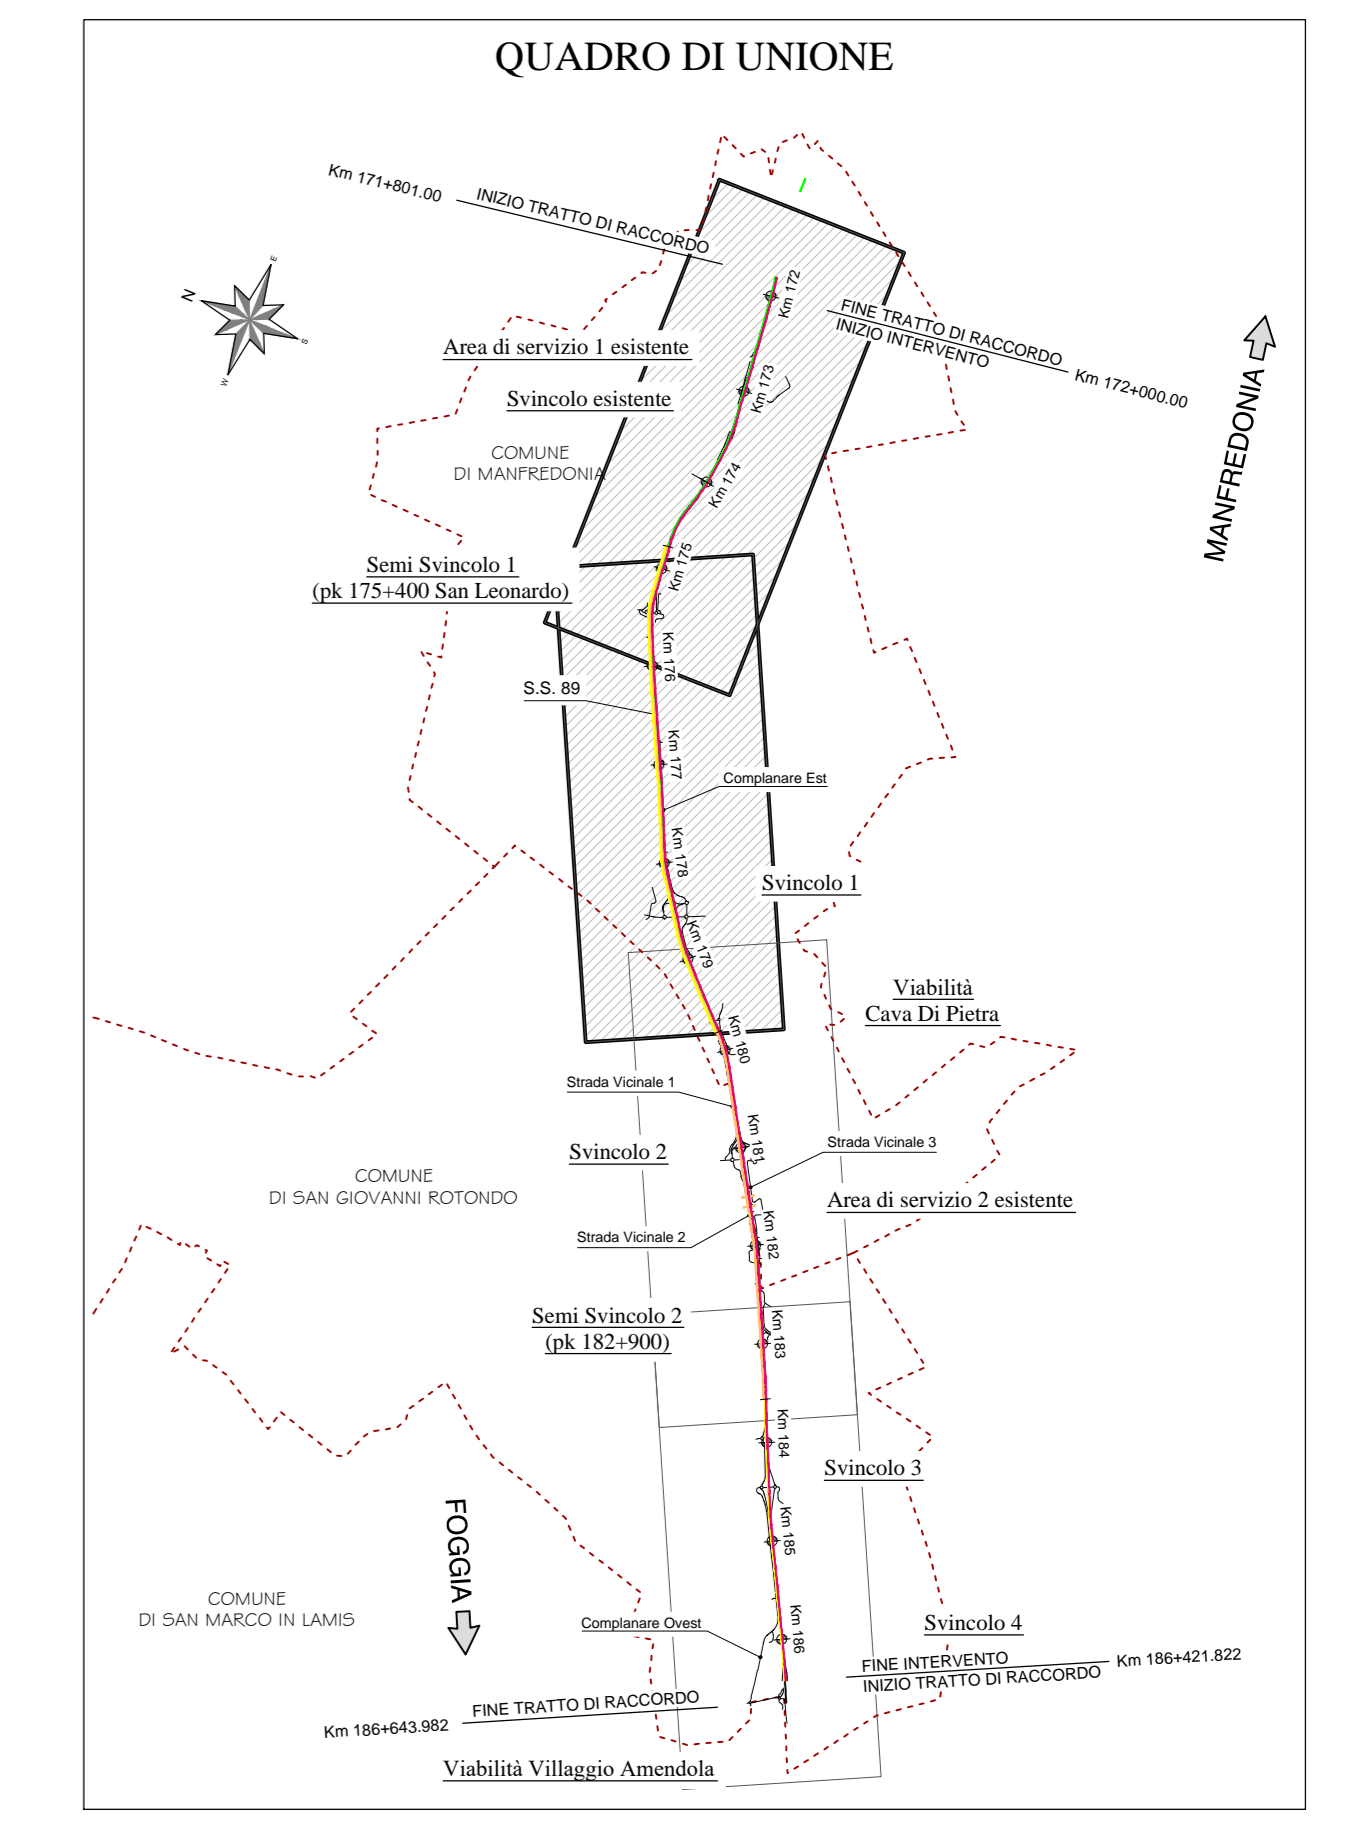 QUADRO DI UNIONE
Km 171+801.00
INIZIO TRATTO DI RACCORDO
E
N
S
W
Km 172
FINE TRATTO DI RACCORDO
INIZIO INTERVENTO
Km 172+000.00
MANFREDONIA
Area di servizio 1 esistente
Km 173
Svincolo esistente
COMUNE
DI MANFREDONIA
Km 174
Semi Svincolo 1
(pk 175+400 San Leonardo)
Km 175
Km 176
S.S. 89
Km 177
Complanare Est
Km 178
Svincolo 1
Km 179
Viabilità
Cava Di Pietra
Km 180
Strada Vicinale 1
Km 181
Strada Vicinale 3
Svincolo 2
COMUNE
DI SAN GIOVANNI ROTONDO
Area di servizio 2 esistente
Strada Vicinale 2
Km 182
Semi Svincolo 2
(pk 182+900)
Km 183
Km 184
Svincolo 3
FOGGIA
Km 185
COMUNE
DI SAN MARCO IN LAMIS
Complanare Ovest
Km 186
Svincolo 4
FINE INTERVENTO
INIZIO TRATTO DI RACCORDO
Km 186+421.822
FINE TRATTO DI RACCORDO
Km 186+643.982
Viabilità Villaggio Amendola